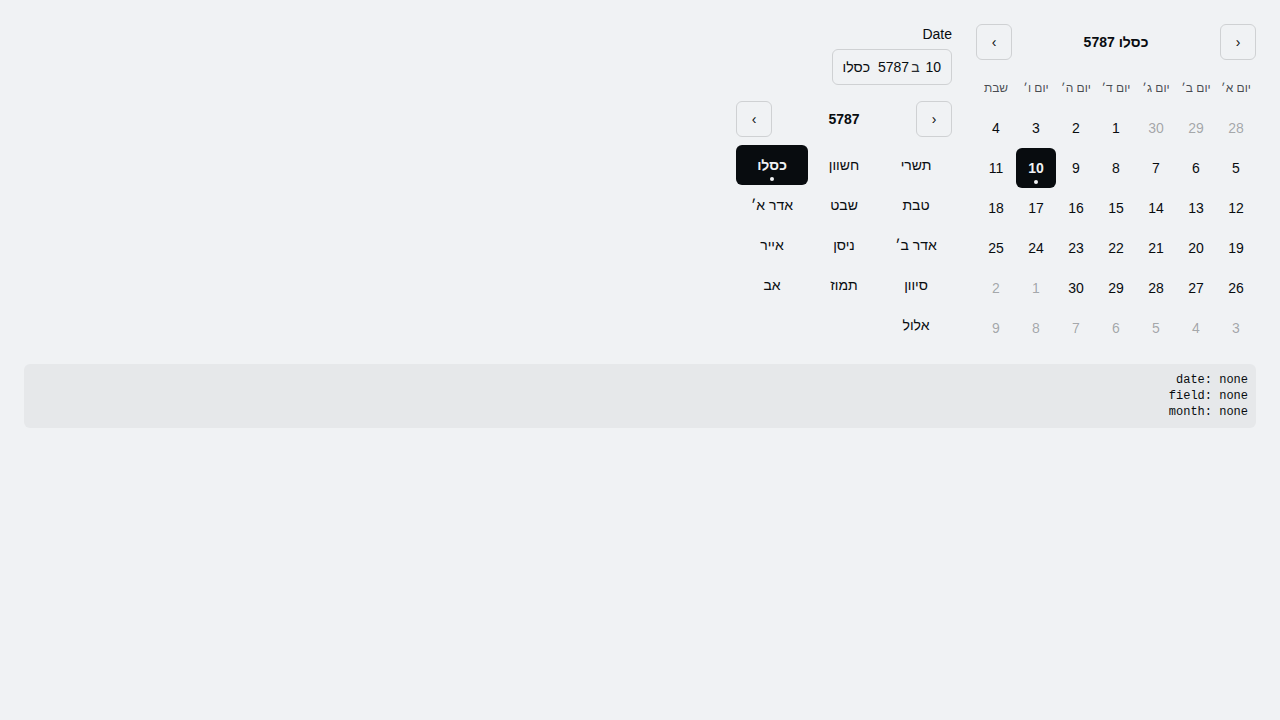 › כסלו 5787 ‹
יום א׳ יום ב׳ יום ג׳ יום ד׳ יום ה׳ יום ו׳ שבת
28 29 30 1 2 3 4
5 6 7 8 9 10 11
12 13 14 15 16 17 18
19 20 21 22 23 24 25
26 27 28 29 30 1 2
3 4 5 6 7 8 9
Date
10 ב 5787 כסלו
› 5787 ‹
תשרי חשוון כסלו
טבת שבט אדר א׳
אדר ב׳ ניסן אייר
סיוון תמוז אב
אלול
date: none
field: none
month: none